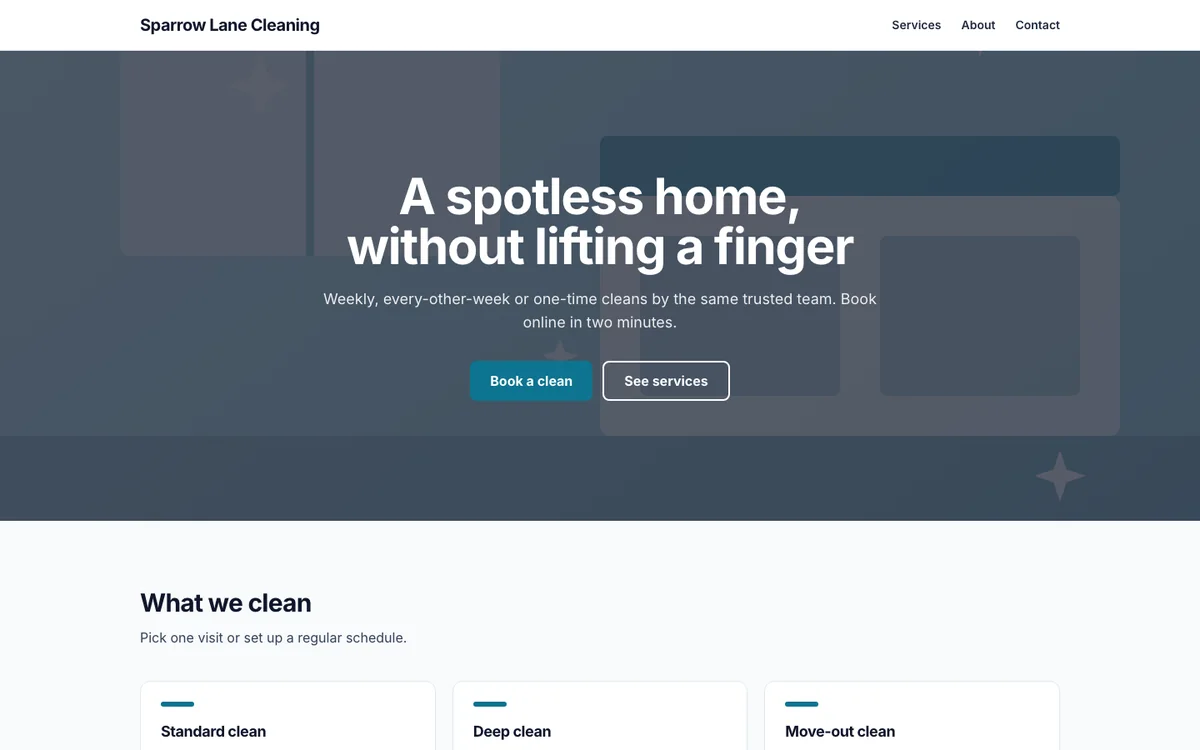 Sparrow Lane Cleaning
Services
About
Contact
A spotless home,
without lifting a finger
Weekly, every-other-week or one-time cleans by the same trusted team. Book
online in two minutes.
Book a clean
See services
What we clean
Pick one visit or set up a regular schedule.
Standard clean
Deep clean
Move-out clean